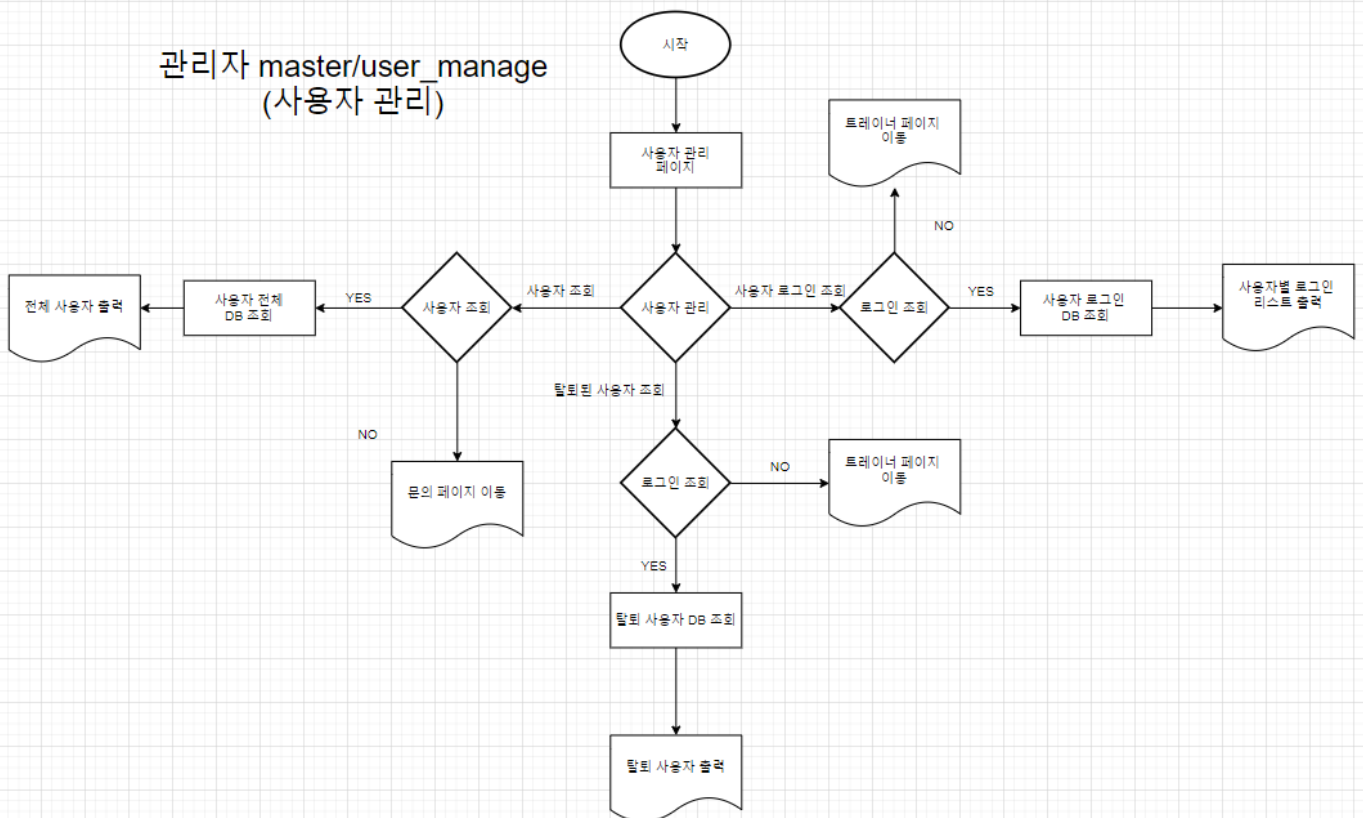 관리자 master/user_manage
(사용자 관리)
시작
사용자 관리
페이지
트레이너 페이지
이동
NO
전체 사용자 출력
사용자 전체
DB 조회
YES
사용자 조회
사용자 조회
사용자 관리
사용자 로그인 조회
로그인 조회
YES
사용자 로그인
DB 조회
사용자별 로그인
리스트 출력
탈퇴된 사용자 조회
NO
문의 페이지 이동
로그인 조회
NO
트레이너 페이지
이동
YES
탈퇴 사용자 DB 조회
탈퇴 사용자 출력